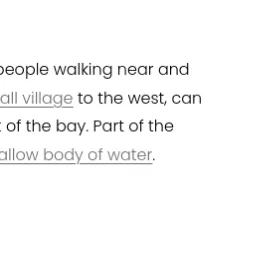 people walking near and
all village to the west, can
of the bay. Part of the
allow body of water.